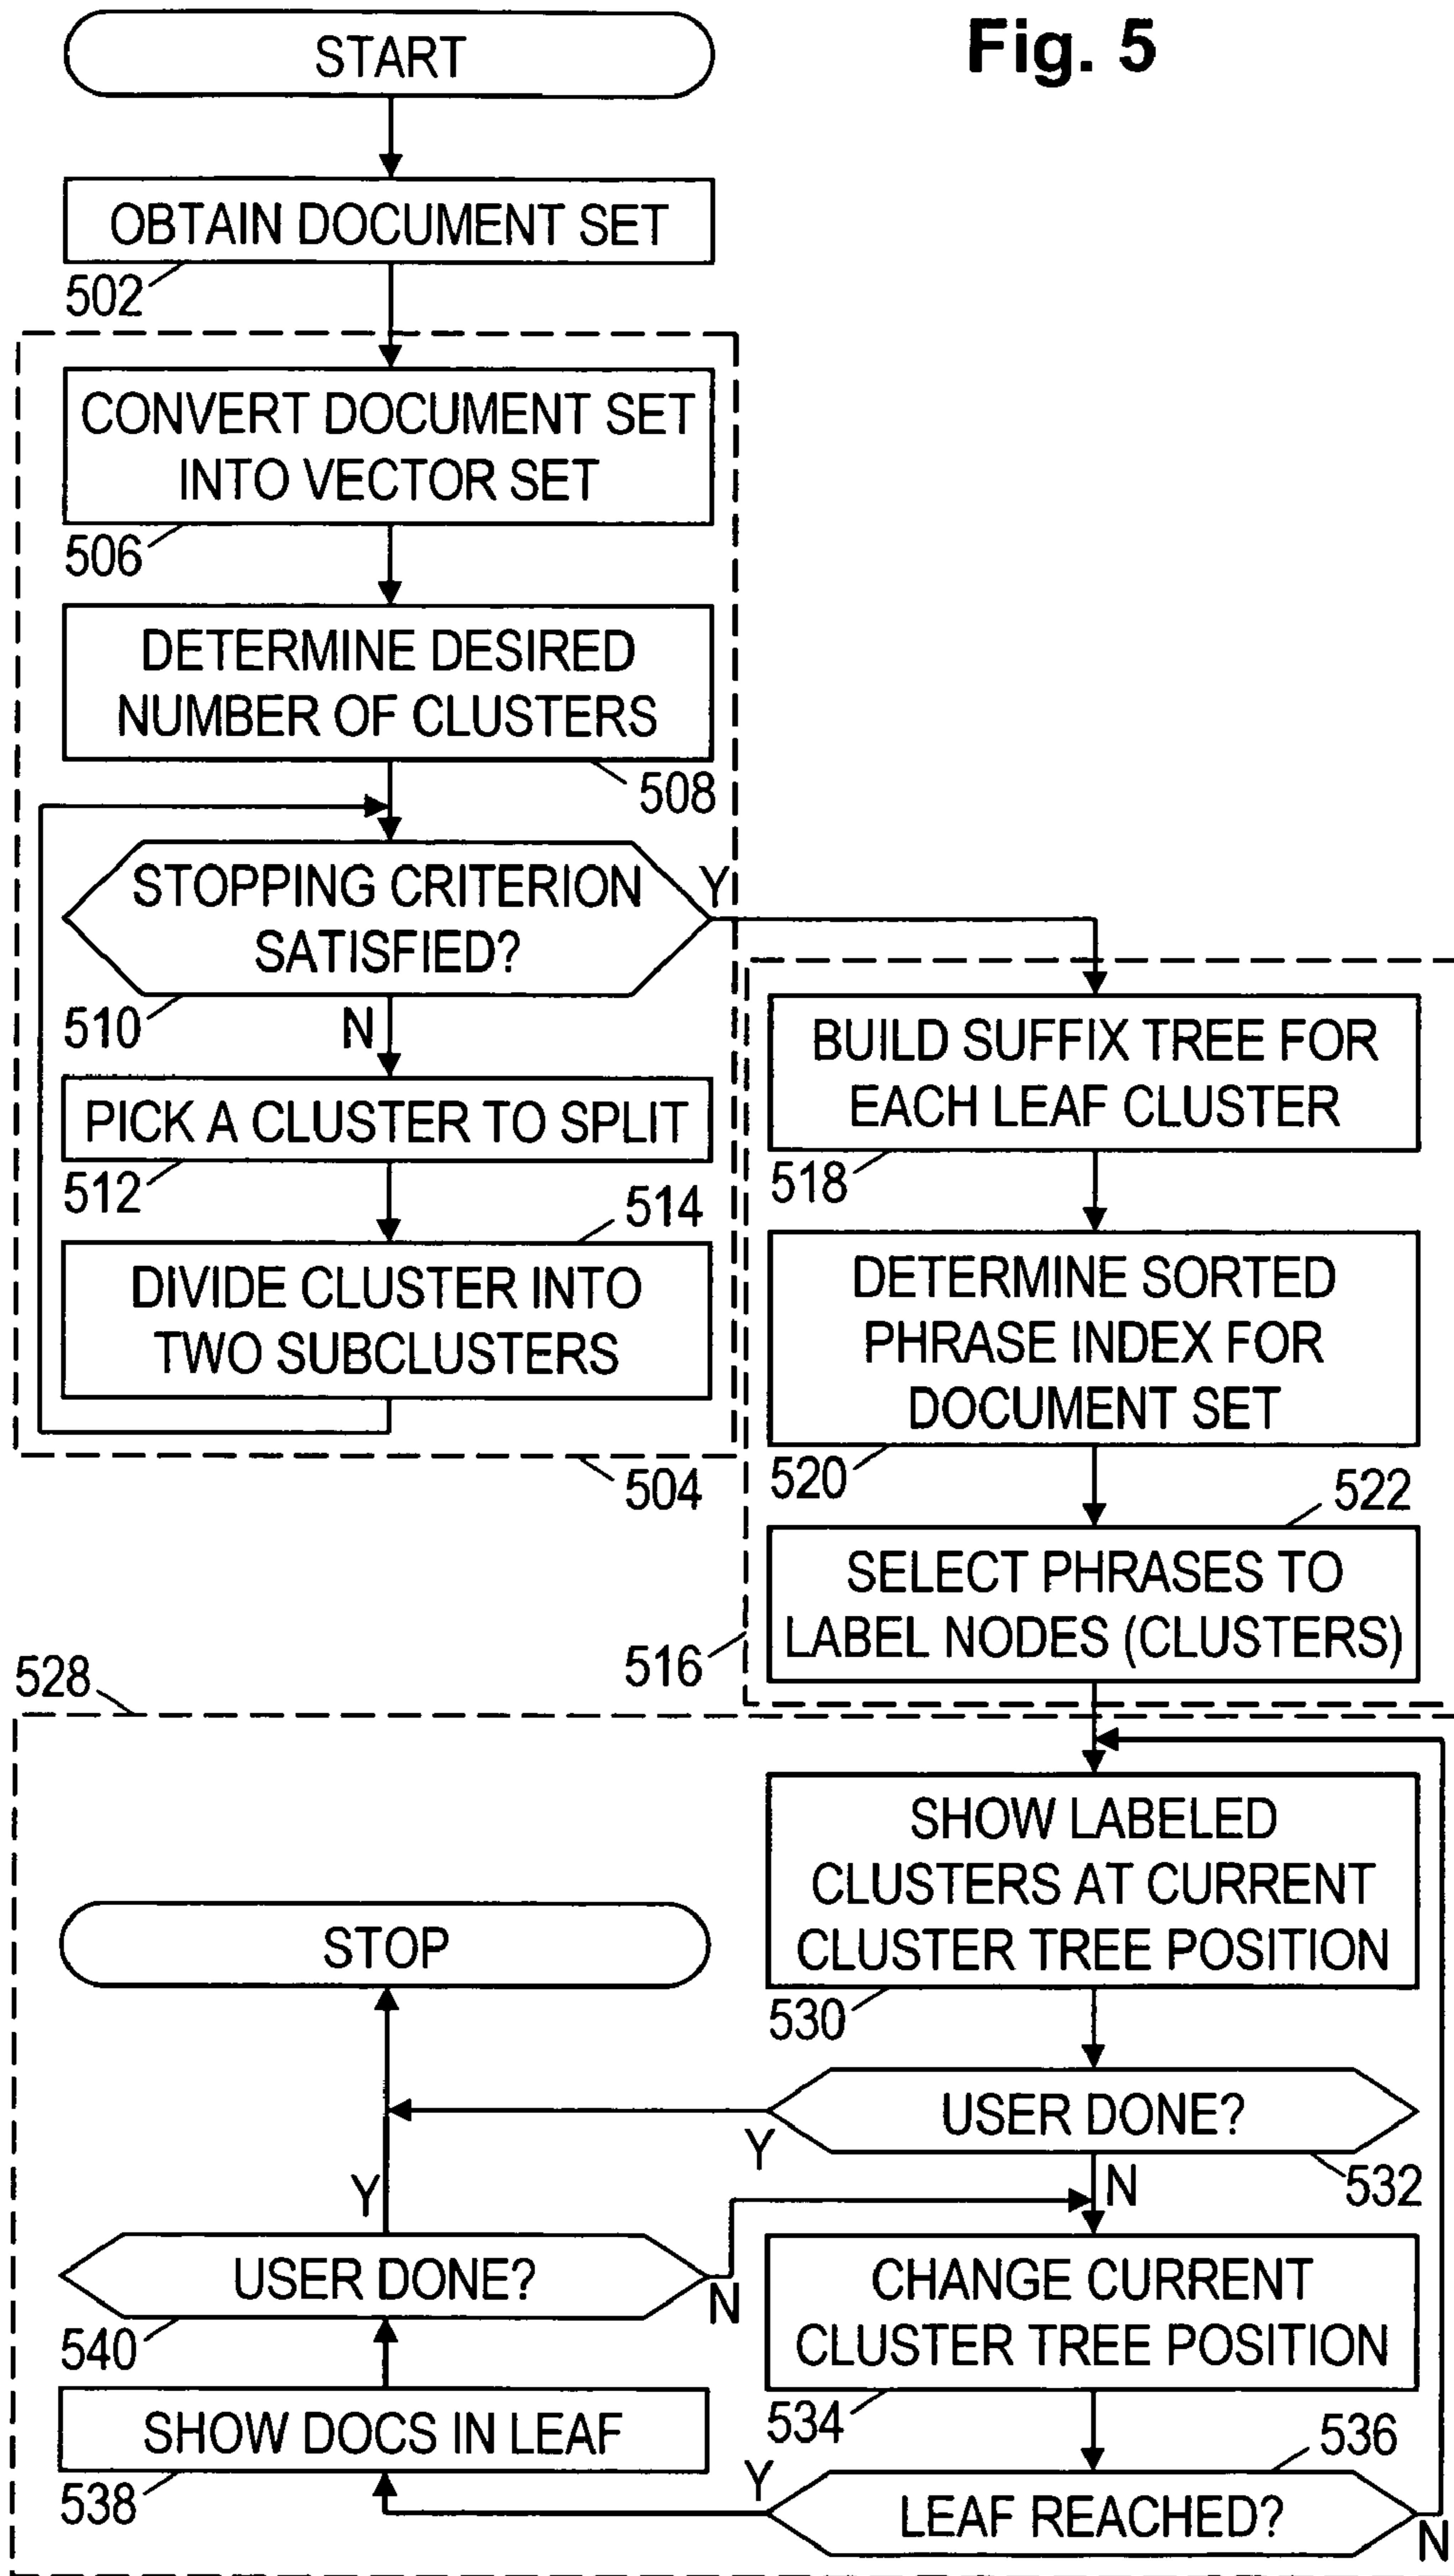 Fig. 5
START
OBTAIN DOCUMENT SET
502
CONVERT DOCUMENT SET
INTO VECTOR SET
506
DETERMINE DESIRED
NUMBER OF CLUSTERS
508
STOPPING CRITERION
SATISFIED?
Y
510
N
PICK A CLUSTER TO SPLIT
512
514
DIVIDE CLUSTER INTO
TWO SUBCLUSTERS
504
BUILD SUFFIX TREE FOR
EACH LEAF CLUSTER
518
DETERMINE SORTED
PHRASE INDEX FOR
DOCUMENT SET
520
522
SELECT PHRASES TO
LABEL NODES (CLUSTERS)
516
528
SHOW LABELED
CLUSTERS AT CURRENT
CLUSTER TREE POSITION
530
STOP
USER DONE?
Y
532
N
CHANGE CURRENT
CLUSTER TREE POSITION
534
536
LEAF REACHED?
Y
N
SHOW DOCS IN LEAF
538
USER DONE?
540
Y
N